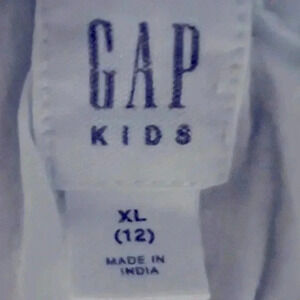 GAP
KIDS
XL
(12)
MADE IN
INDIA